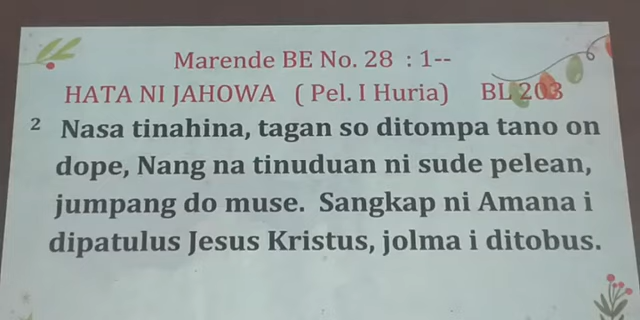 Marende BE No. 28 : 1--
HATA NI JAHOWA ( Pel. I Huria) BL 203
2 Nasa tinahina, tagan so ditompa tano on
dope, Nang na tinuduan ni sude pelean,
jumpang do muse. Sangkap ni Amana i
dipatulus Jesus Kristus, jolma i ditobus.